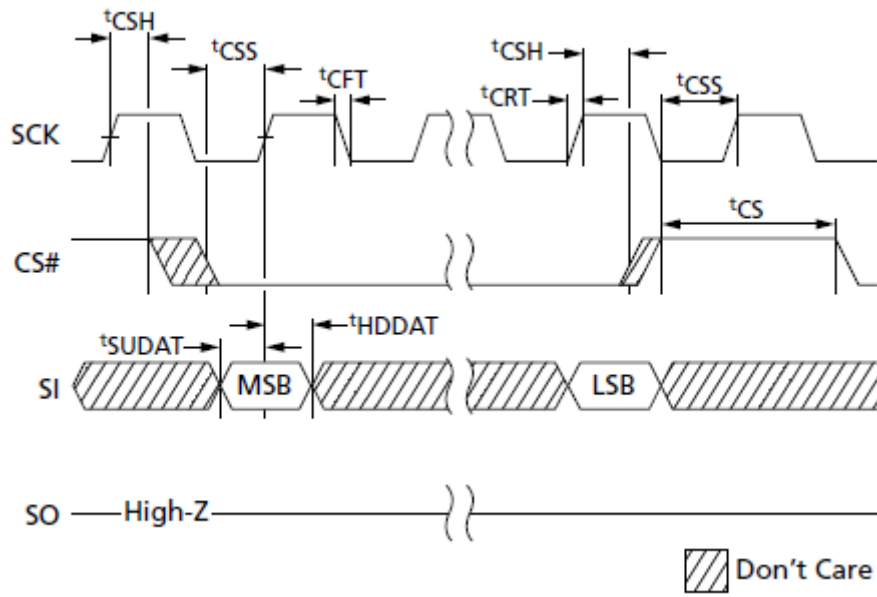 tCSH
tCSS
tCFT
tCSH
tCRT
tCSS
SCK
tCS
CS#
tSUDAT
tHDDAT
SI
MSB
LSB
SO
High-Z
Don't Care